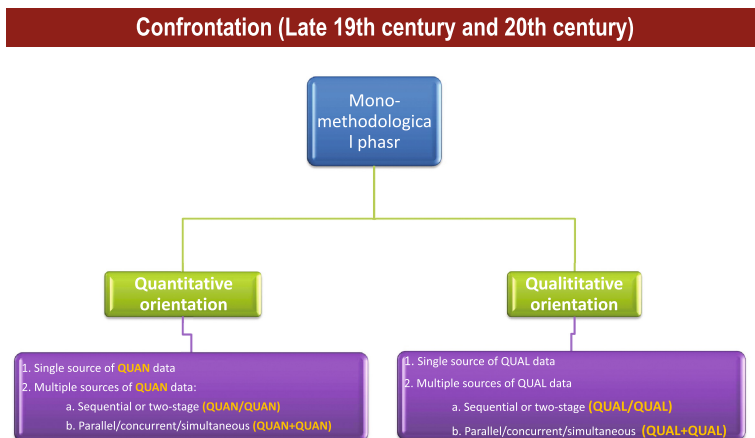 Confrontation (Late 19th century and 20th century)
Mono-
methodologica
l phasr
Quantitative
orientation
Qualititative
orientation
1. Single source of QUAN data
2. Multiple sources of QUAN data:
a. Sequential or two-stage (QUAN/QUAN)
b. Parallel/concurrent/simultaneous (QUAN+QUAN)
1. Single source of QUAL data
2. Multiple sources of QUAL data
a. Sequential or two-stage (QUAL/QUAL)
b. Parallel/concurrent/simultaneous (QUAL+QUAL)